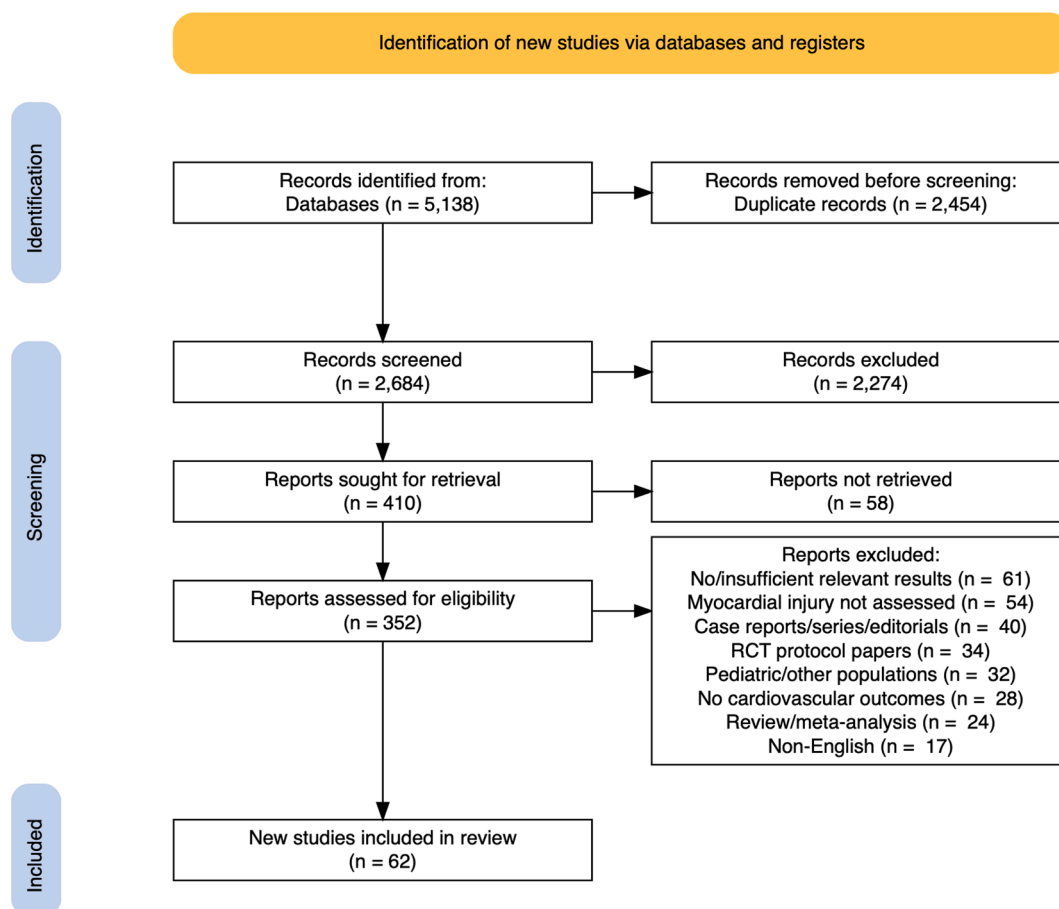 Identification of new studies via databases and registers
Identification
Records identified from:
Databases (n = 5,138)
Records removed before screening:
Duplicate records (n = 2,454)
Screening
Records screened
(n = 2,684)
Records excluded
(n = 2,274)
Reports sought for retrieval
(n = 410)
Reports not retrieved
(n = 58)
Reports assessed for eligibility
(n = 352)
Reports excluded:
No/insufficient relevant results (n =  61)
Myocardial injury not assessed (n =  54)
Case reports/series/editorials (n =  40)
RCT protocol papers (n =  34)
Pediatric/other populations (n =  32)
No cardiovascular outcomes (n =  28)
Review/meta-analysis (n =  24)
Non-English (n =  17)
Included
New studies included in review
(n = 62)